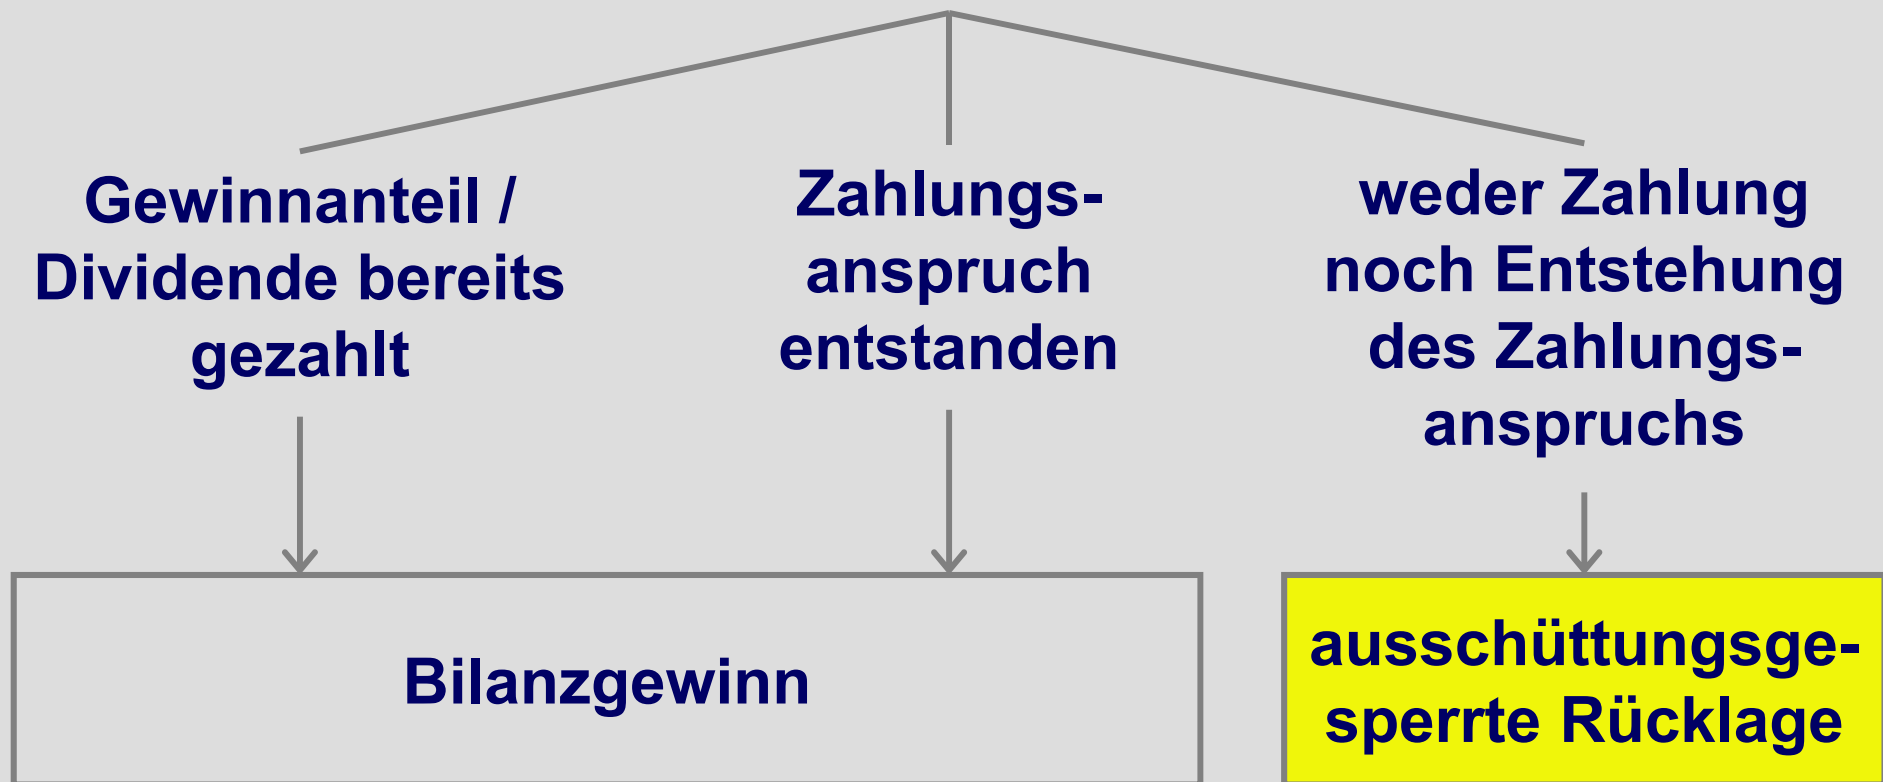 Gewinnanteil /
Dividende bereits
gezahlt
Zahlungs-
anspruch
entstanden
weder Zahlung
noch Entstehung
des Zahlungs-
anspruchs
Bilanzgewinn
ausschüttungsge-
sperrte Rücklage